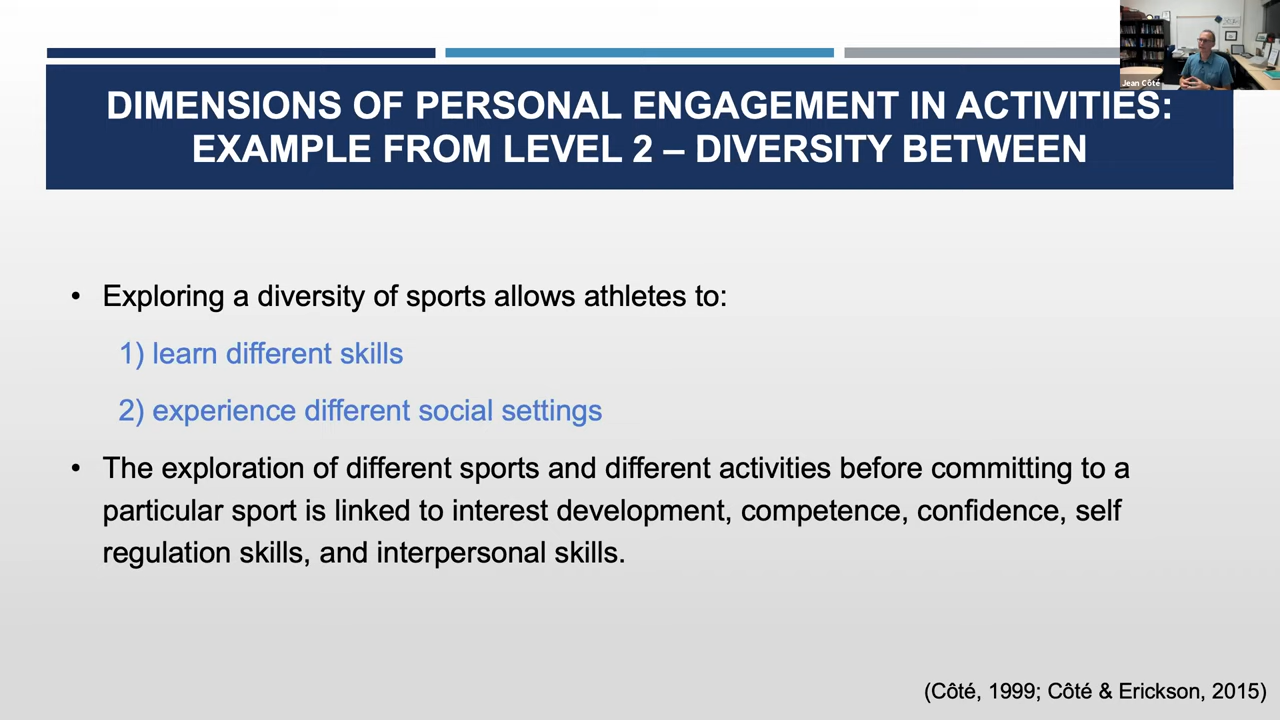 Jean Côté
DIMENSIONS OF PERSONAL ENGAGEMENT IN ACTIVITIES:
EXAMPLE FROM LEVEL 2 – DIVERSITY BETWEEN
• Exploring a diversity of sports allows athletes to:
1) learn different skills
2) experience different social settings
• The exploration of different sports and different activities before committing to a
particular sport is linked to interest development, competence, confidence, self
regulation skills, and interpersonal skills.
(Côté, 1999; Côté & Erickson, 2015)